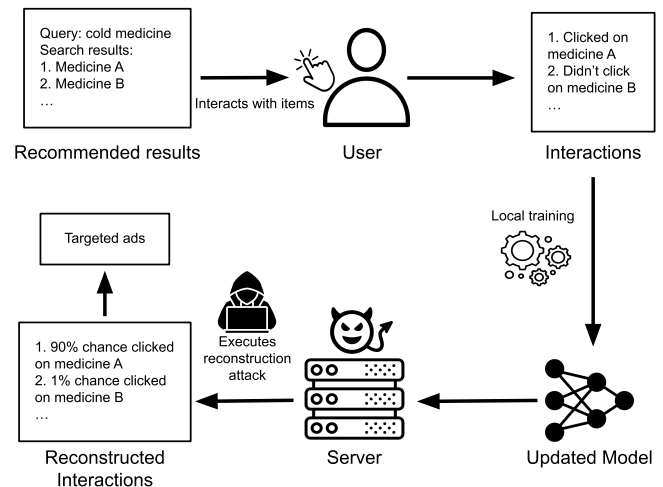 Query: cold medicine
Search results:
1. Medicine A
2. Medicine B
…
Recommended results
Interacts with items
User
1. Clicked on
medicine A
2. Didn't click
on medicine B
…
Interactions
Local training
Updated Model
Server
Executes
reconstruction
attack
1. 90% chance clicked
on medicine A
2. 1% chance clicked
on medicine B
…
Reconstructed
Interactions
Targeted ads